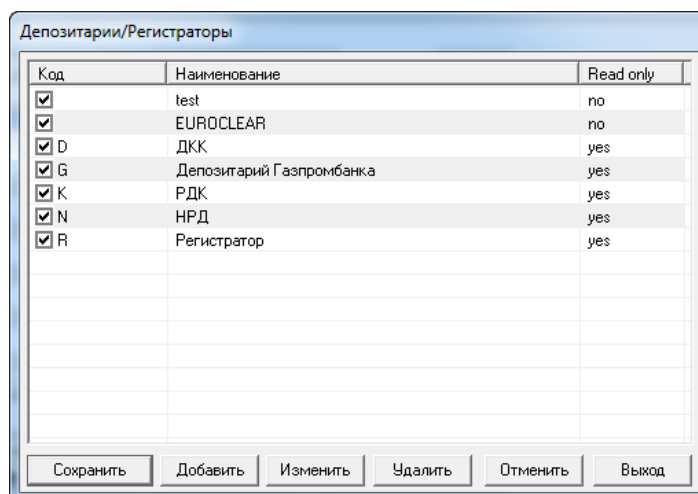 Депозитарии/Регистраторы
Код Наименование Read only
test no
EUROCLEAR no
D ДКК yes
G Депозитарий Газпромбанка yes
K РДК yes
N НРД yes
R Регистратор yes
Сохранить Добавить Изменить Удалить Отменить Выход